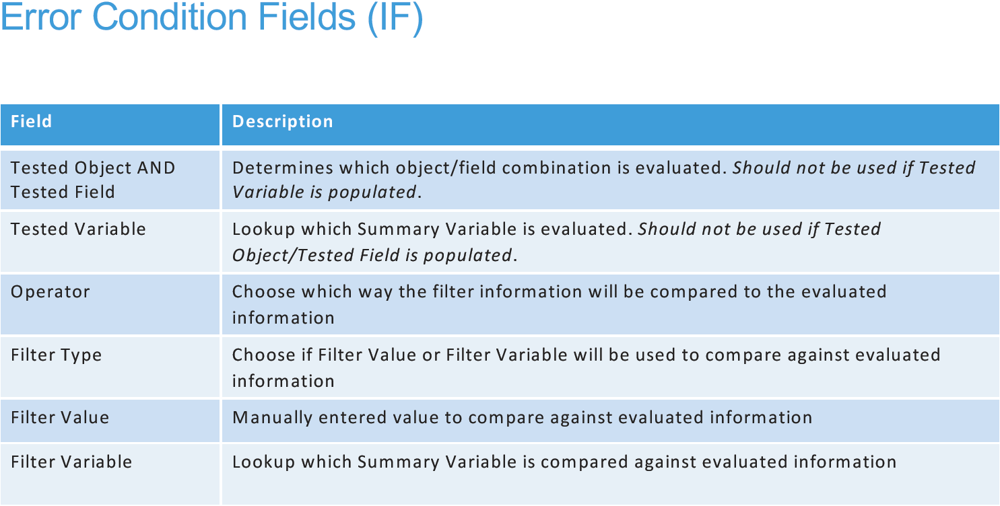 Error Condition Fields (IF)
Field
Description
Tested Object AND
Tested Field
Determines which object/field combination is evaluated. Should not be used if Tested
Variable is populated.
Tested Variable
Lookup which Summary Variable is evaluated. Should not be used if Tested
Object/Tested Field is populated.
Operator
Choose which way the filter information will be compared to the evaluated
information
Filter Type
Choose if Filter Value or Filter Variable will be used to compare against evaluated
information
Filter Value
Manually entered value to compare against evaluated information
Filter Variable
Lookup which Summary Variable is compared against evaluated information